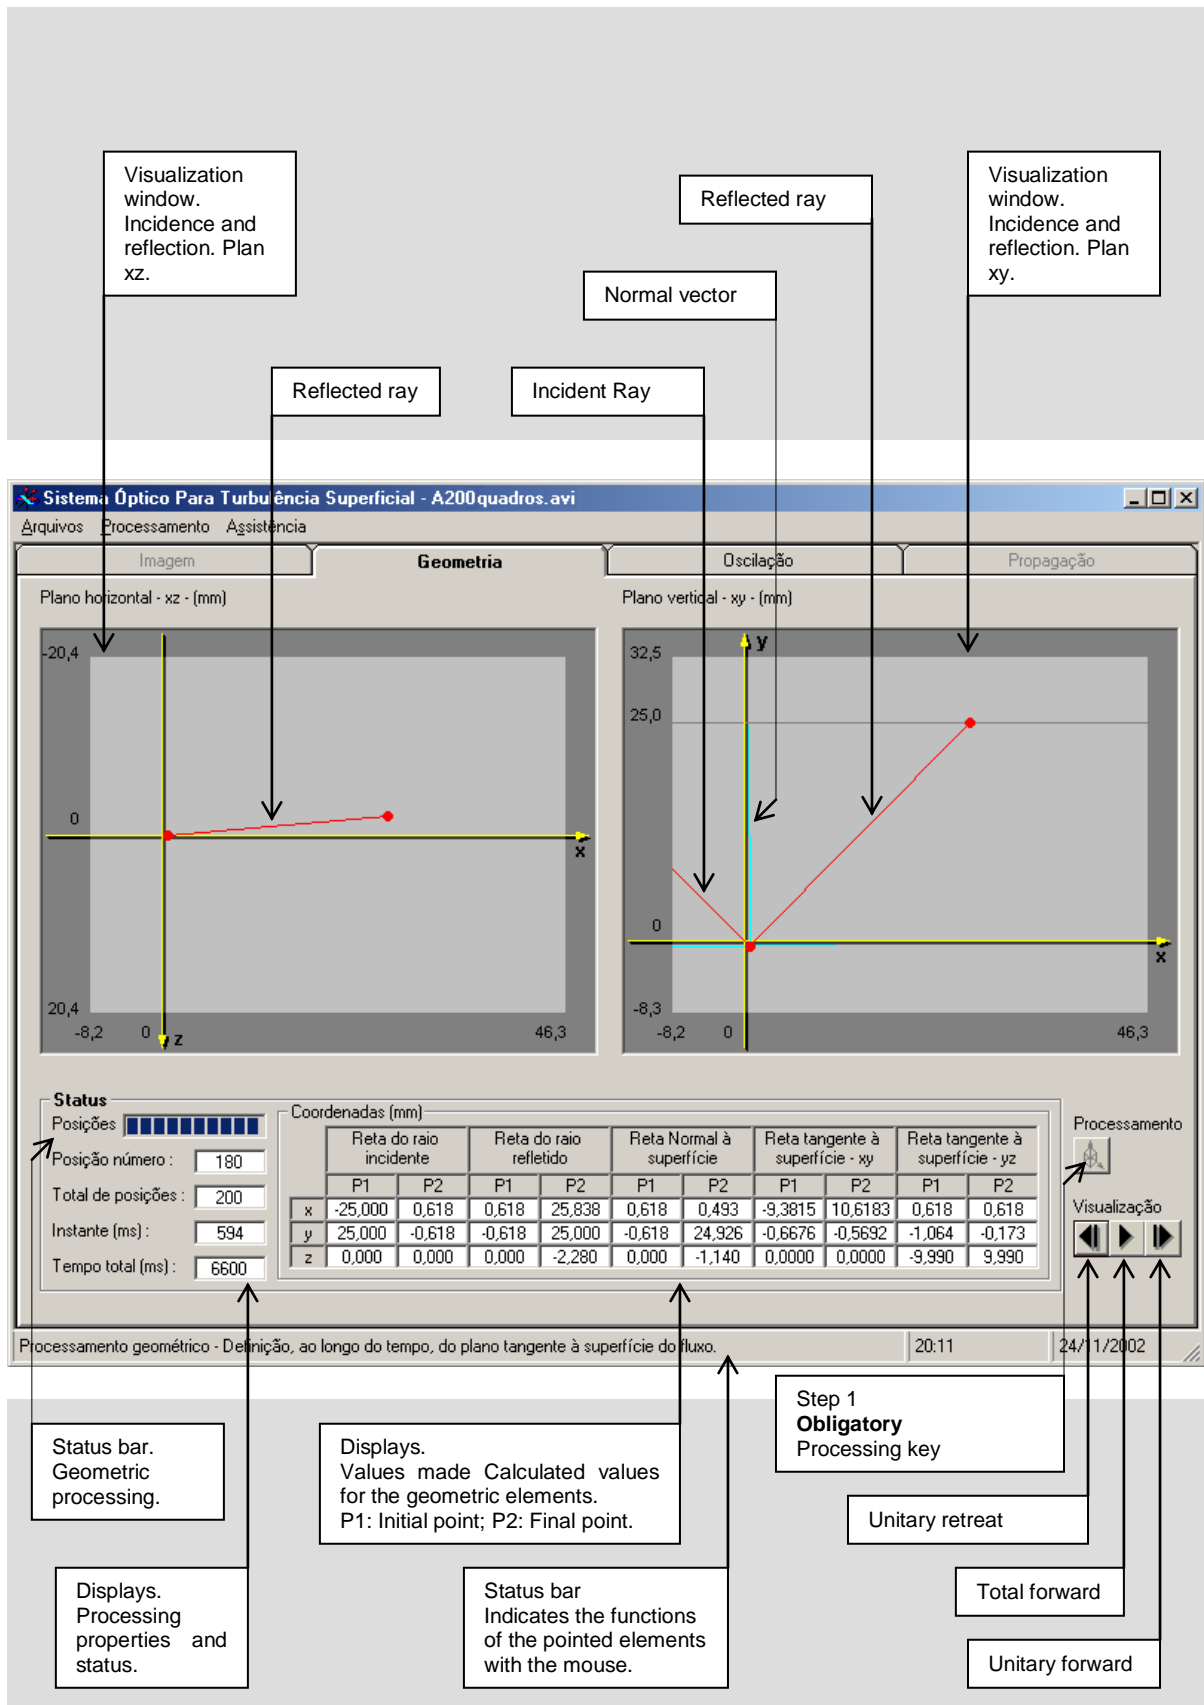 Visualization
window.
Incidence and
reflection. Plan
xz.
Visualization
window.
Incidence and
reflection. Plan
xy.
Reflected ray
Normal vector
Reflected ray
Incident Ray
Sistema Óptico Para Turbulência Superficial - A200quadros.avi
Arquivos Processamento Assistência
Imagem Geometria Oscilação Propagação
Plano horizontal - xz - (mm)
-20,4
0
x
20,4
-8,2 0 z 46,3
Plano vertical - xy - (mm)
y
32,5
25,0
0
x
-8,3
-8,2 0 46,3
Status
Posições
Posição número : 180
Total de posições : 200
Instante (ms) : 594
Tempo total (ms) : 6600
Coordenadas (mm)
Reta do raio incidente Reta do raio refletido Reta Normal à superfície Reta tangente à superfície - xy Reta tangente à superfície - yz
P1 P2 P1 P2 P1 P2 P1 P2 P1 P2
x -25,000 0,618 0,618 25,838 0,618 0,493 -9,3815 10,6183 0,618 0,618
y 25,000 -0,618 -0,618 25,000 -0,618 24,926 -0,6676 -0,5692 -1,064 -0,173
z 0,000 0,000 0,000 -2,280 0,000 -1,140 0,0000 0,0000 -9,990 9,990
Processamento
Visualização
Processamento geométrico - Definição, ao longo do tempo, do plano tangente à superfície do fluxo. 20:11 24/11/2002
Status bar.
Geometric
processing.
Displays.
Values made Calculated values
for the geometric elements.
P1: Initial point; P2: Final point.
Step 1
Obligatory
Processing key
Unitary retreat
Displays.
Processing
properties and
status.
Status bar
Indicates the functions
of the pointed elements
with the mouse.
Total forward
Unitary forward